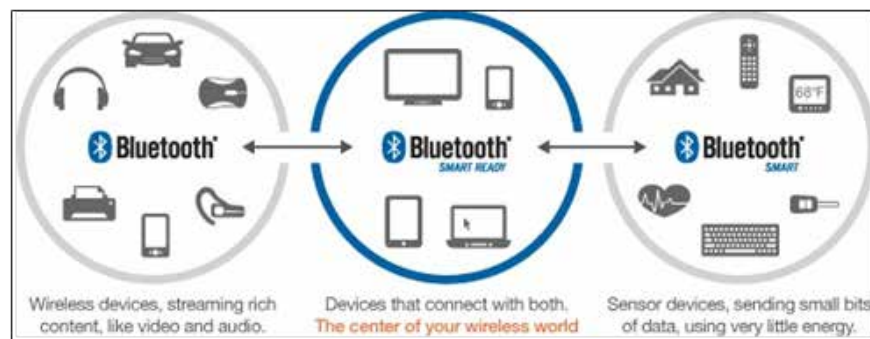 68°F
Bluetooth®
Bluetooth®
SMART READY
Bluetooth®
SMART
Wireless devices, streaming rich
content, like video and audio.
Devices that connect with both.
The center of your wireless world
Sensor devices, sending small bits
of data, using very little energy.